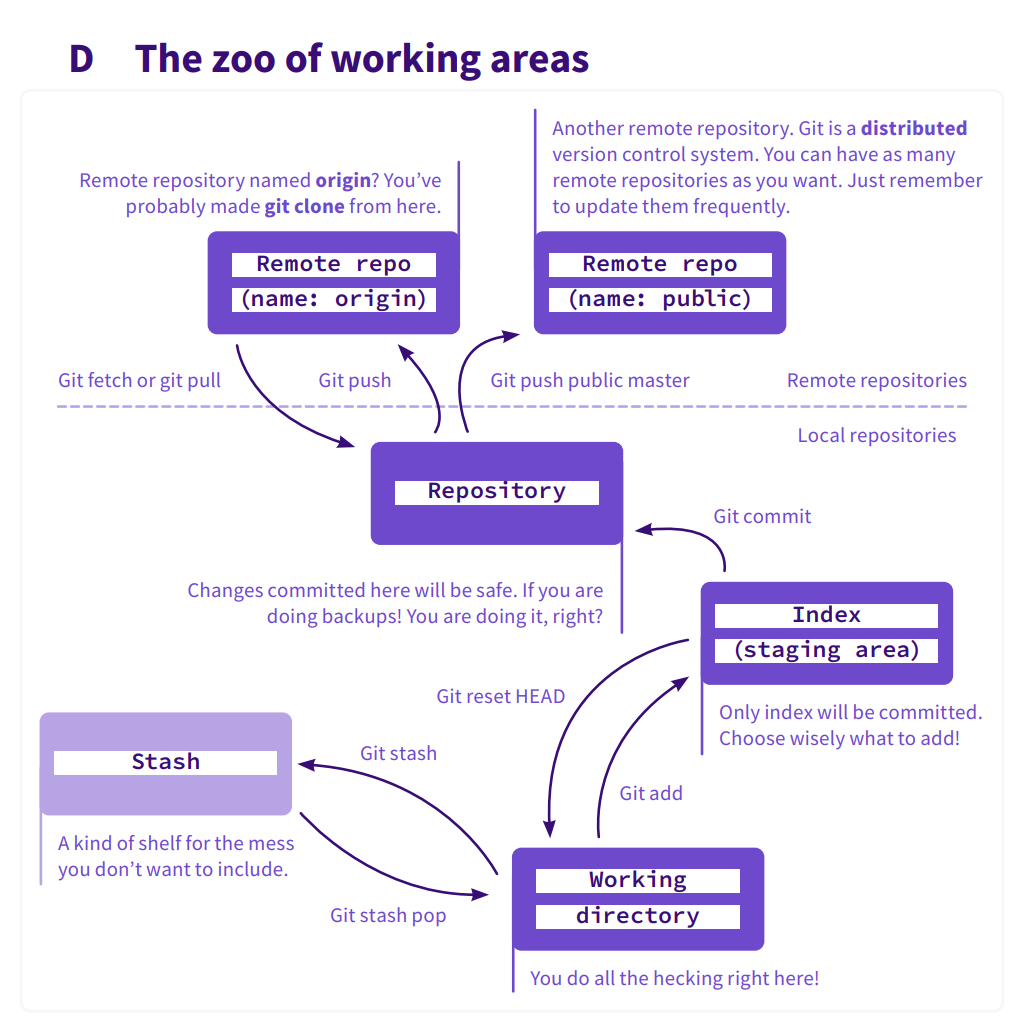 D The zoo of working areas
Another remote repository. Git is a distributed
version control system. You can have as many
remote repositories as you want. Just remember
to update them frequently.
Remote repository named origin? You’ve
probably made git clone from here.
Remote repo
(name: origin)
Remote repo
(name: public)
Git fetch or git pull
Git push
Git push public master
Remote repositories
Local repositories
Repository
Git commit
Changes committed here will be safe. If you are
doing backups! You are doing it, right?
Index
(staging area)
Git reset HEAD
Only index will be committed.
Choose wisely what to add!
Stash
Git stash
Git add
A kind of shelf for the mess
you don’t want to include.
Git stash pop
Working
directory
You do all the hecking right here!